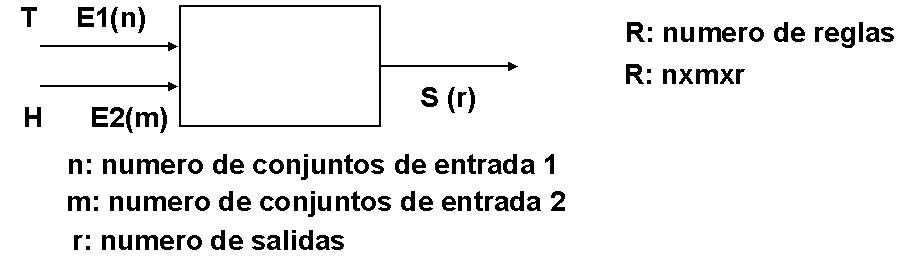 T E1(n)
H E2(m)
S (r)
R: numero de reglas
R: nxmxr
n: numero de conjuntos de entrada 1
m: numero de conjuntos de entrada 2
r: numero de salidas